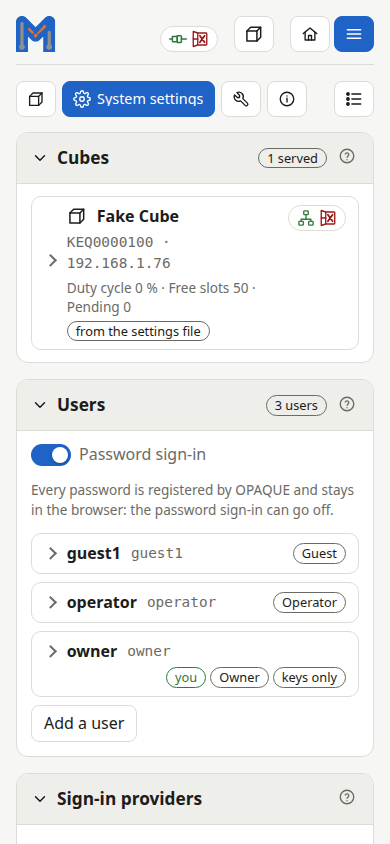 System settings
Cubes
1 served
Fake Cube
KEQ0000100 ·
192.168.1.76
Duty cycle 0 % · Free slots 50 ·
Pending 0
from the settings file
Users
3 users
Password sign-in
Every password is registered by OPAQUE and stays
in the browser: the password sign-in can go off.
guest1 guest1 Guest
operator operator Operator
owner owner
you Owner keys only
Add a user
Sign-in providers